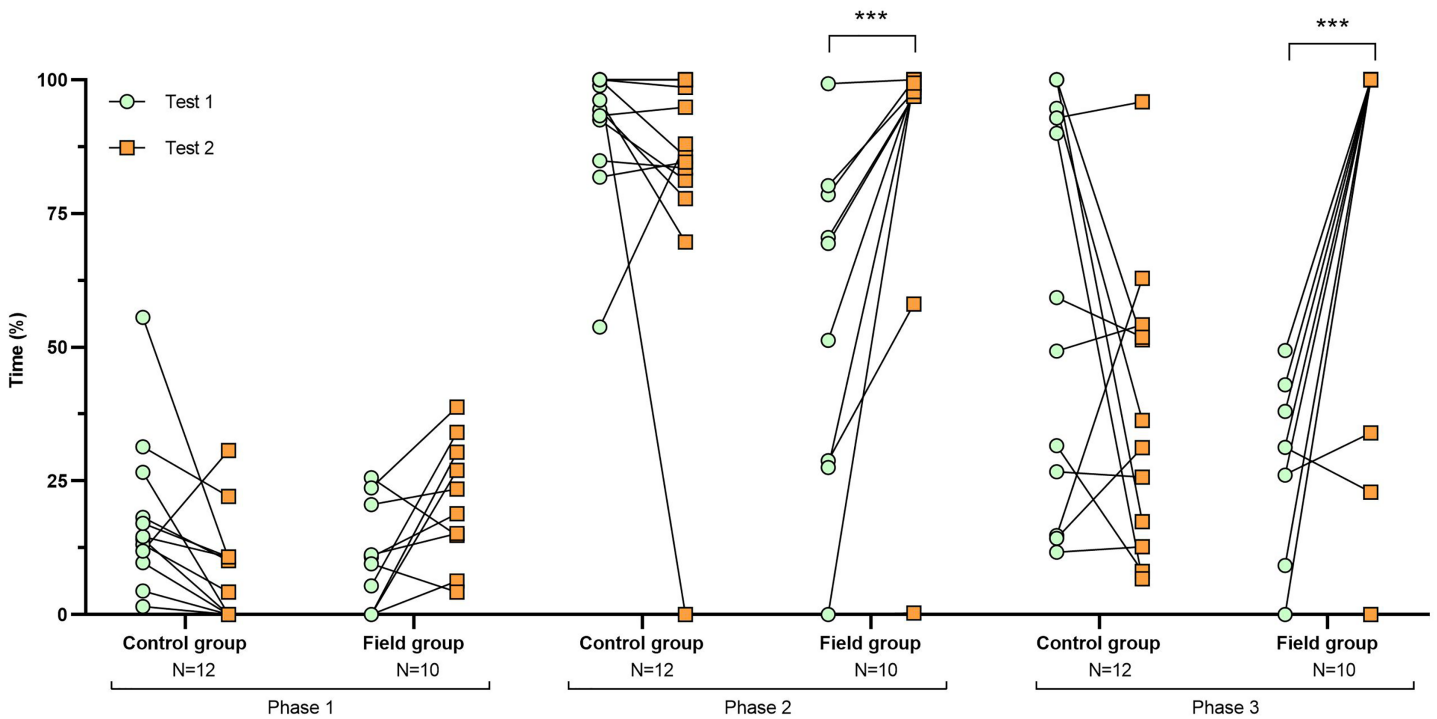 ***
***
100
75
50
25
0
Time (%)
Test 1
Test 2
Control group
Field group
Control group
Field group
Control group
Field group
N=12
N=10
N=12
N=10
N=12
N=10
Phase 1
Phase 2
Phase 3